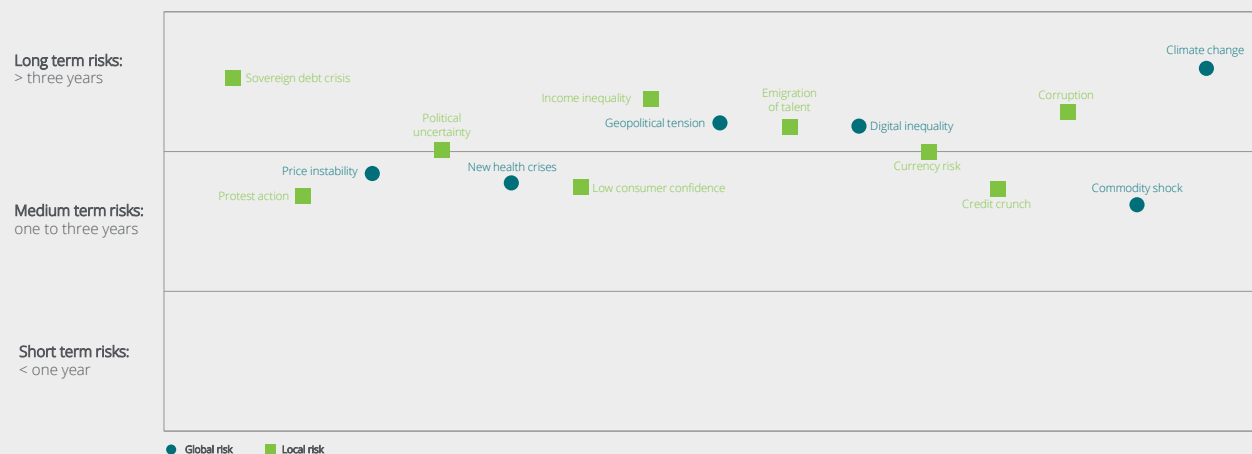 Long term risks:
> three years
Climate change
Sovereign debt crisis
Income inequality
Emigration
of talent
Corruption
Political
uncertainty
Geopolitical tension
Digital inequality
Price instability
New health crises
Currency risk
Protest action
Low consumer confidence
Credit crunch
Commodity shock
Medium term risks:
one to three years
Short term risks:
< one year
Global risk
Local risk